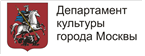 Департамент
культуры
города Москвы